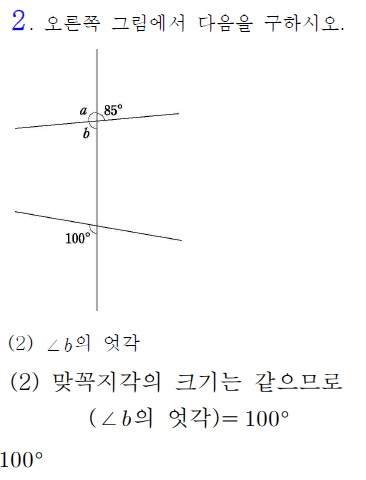 2. 오른쪽 그림에서 다음을 구하시오.
a 85°
b
100°
(2) ∠b의 엇각
(2) 맞꼭지각의 크기는 같으므로
(∠b의 엇각)= 100°
100°